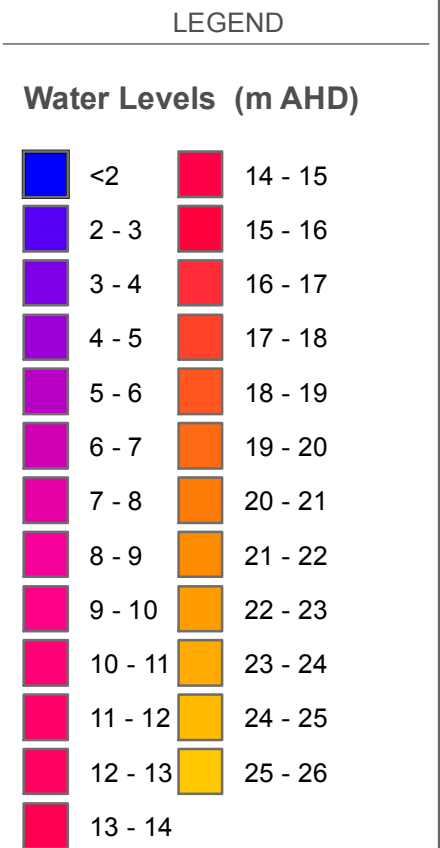 LEGEND
Water Levels (m AHD)
<2
2 - 3
3 - 4
4 - 5
5 - 6
6 - 7
7 - 8
8 - 9
9 - 10
10 - 11
11 - 12
12 - 13
13 - 14
14 - 15
15 - 16
16 - 17
17 - 18
18 - 19
19 - 20
20 - 21
21 - 22
22 - 23
23 - 24
24 - 25
25 - 26